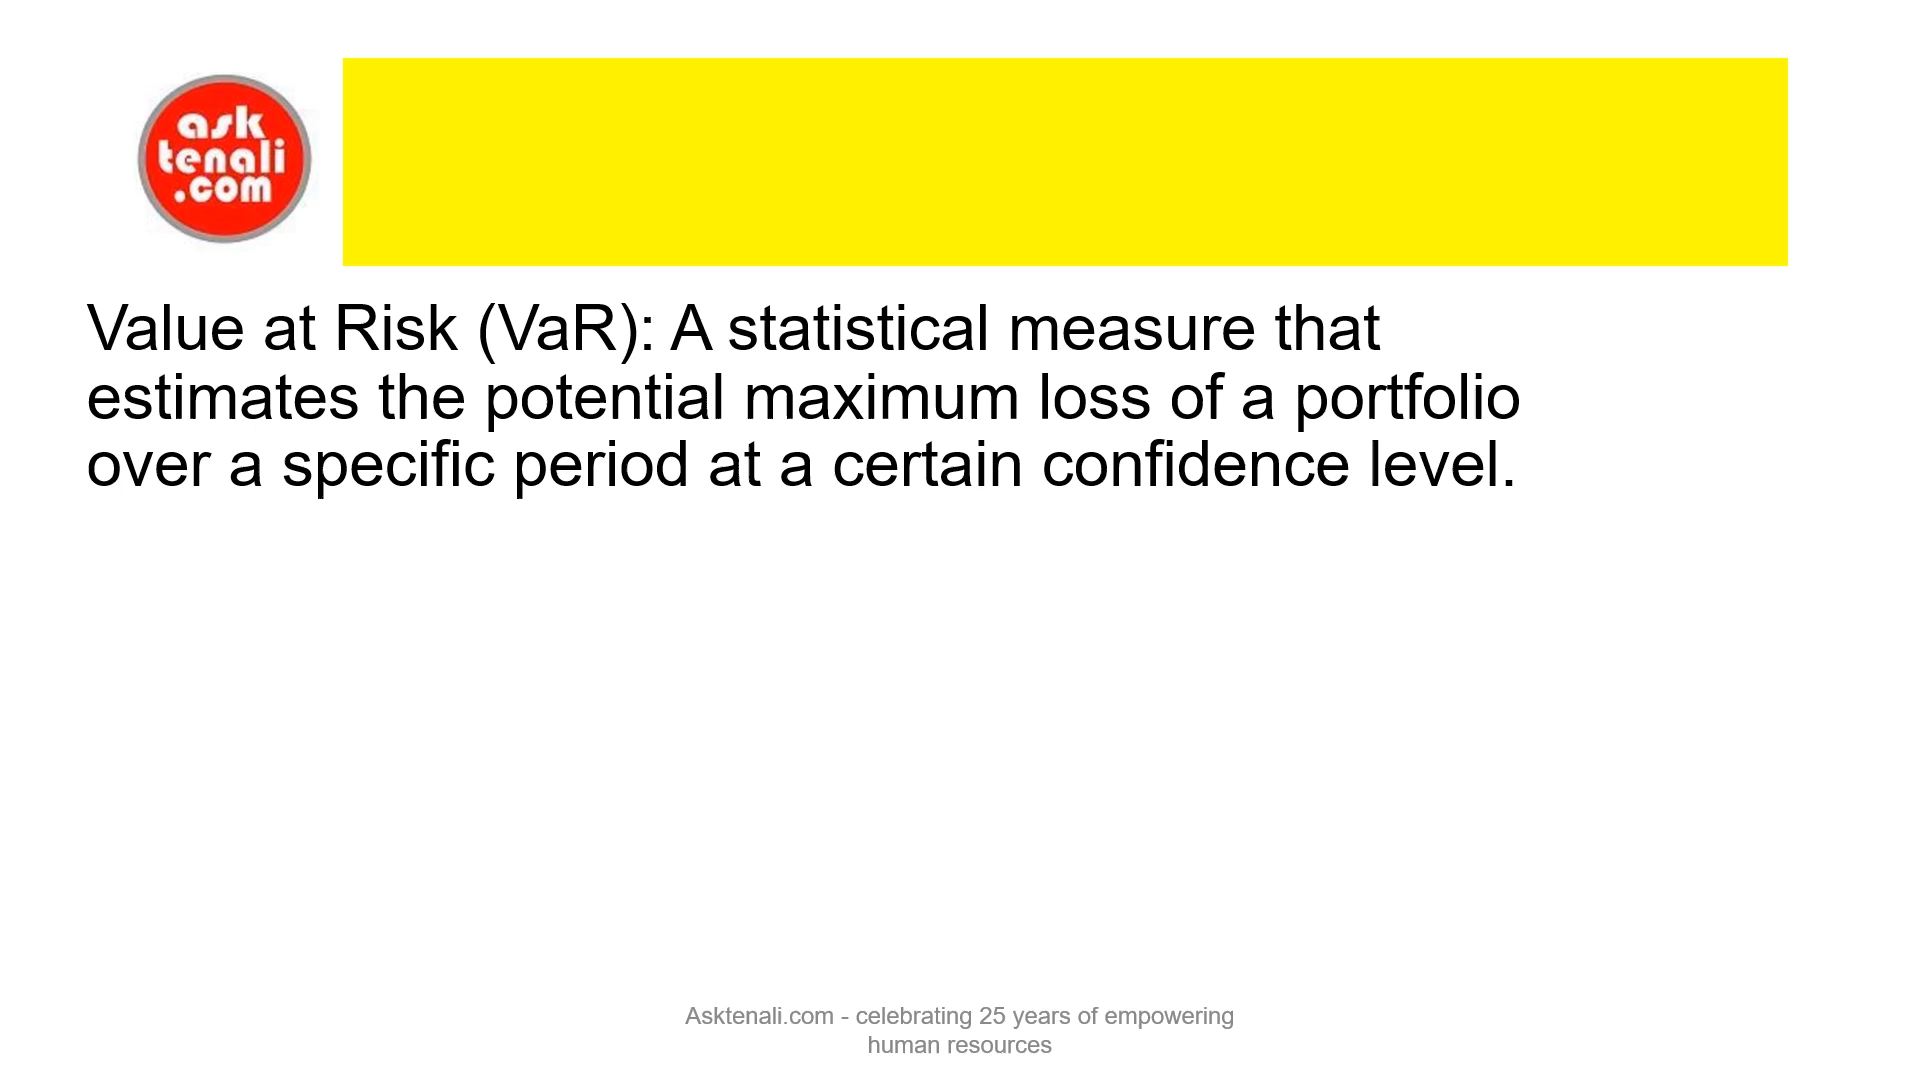 ask
tenali
.com
Value at Risk (VaR): A statistical measure that
estimates the potential maximum loss of a portfolio
over a specific period at a certain confidence level.
Asktenali.com - celebrating 25 years of empowering
human resources